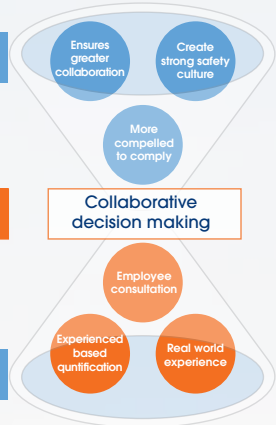 Ensures
greater
collaboration
Create
strong safety
culture
More
compelled
to comply
Collaborative
decision making
Employee
consultation
Experienced
based
quntification
Real world
experience